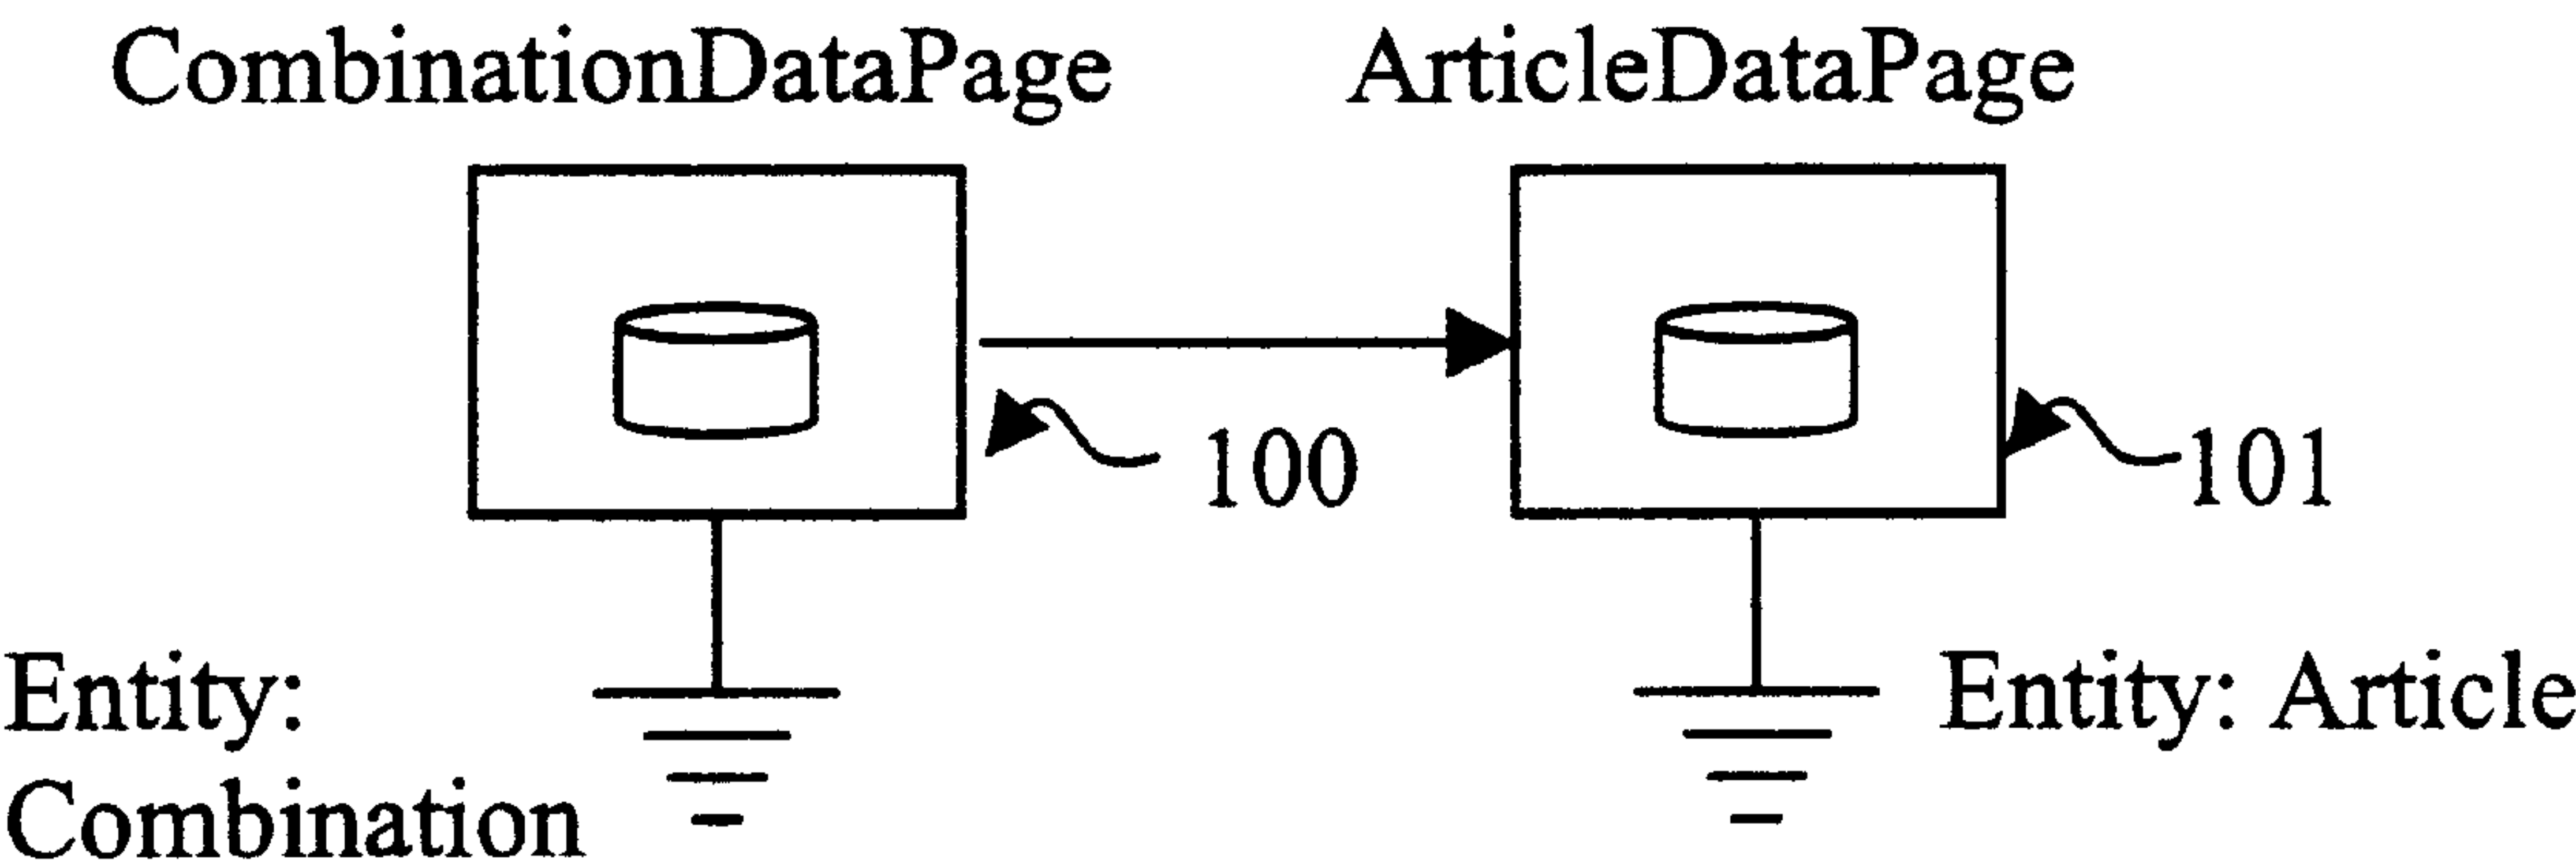 CombinationDataPage
ArticleDataPage
100
101
Entity:
Combination
Entity: Article